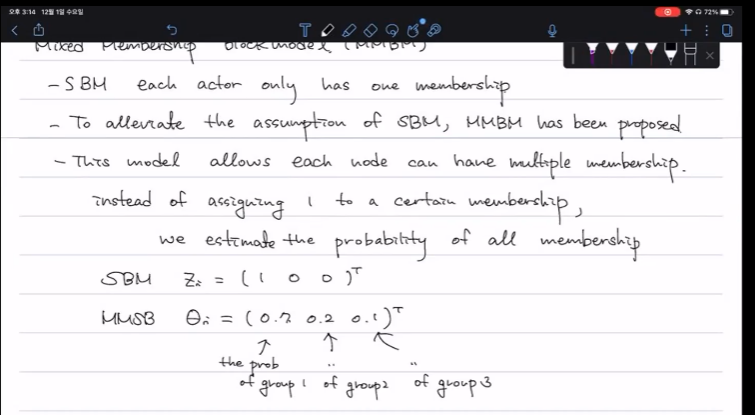 오후 3:14 12월 1일 수요일
72%
Mixed Membership blockmodel (MMBM)
- SBM each actor only has one membership
- To alleviate the assumption of SBM, MMBM has been proposed
- This model allows each node can have multiple membership.
instead of assigning 1 to a certain membership,
we estimate the probability of all membership
SBM Zi = ( 1 0 0 )ᵀ
MMSB θi = ( 0.7 0.2 0.1 )ᵀ
the prob " "
of group 1 of group2 of group 3